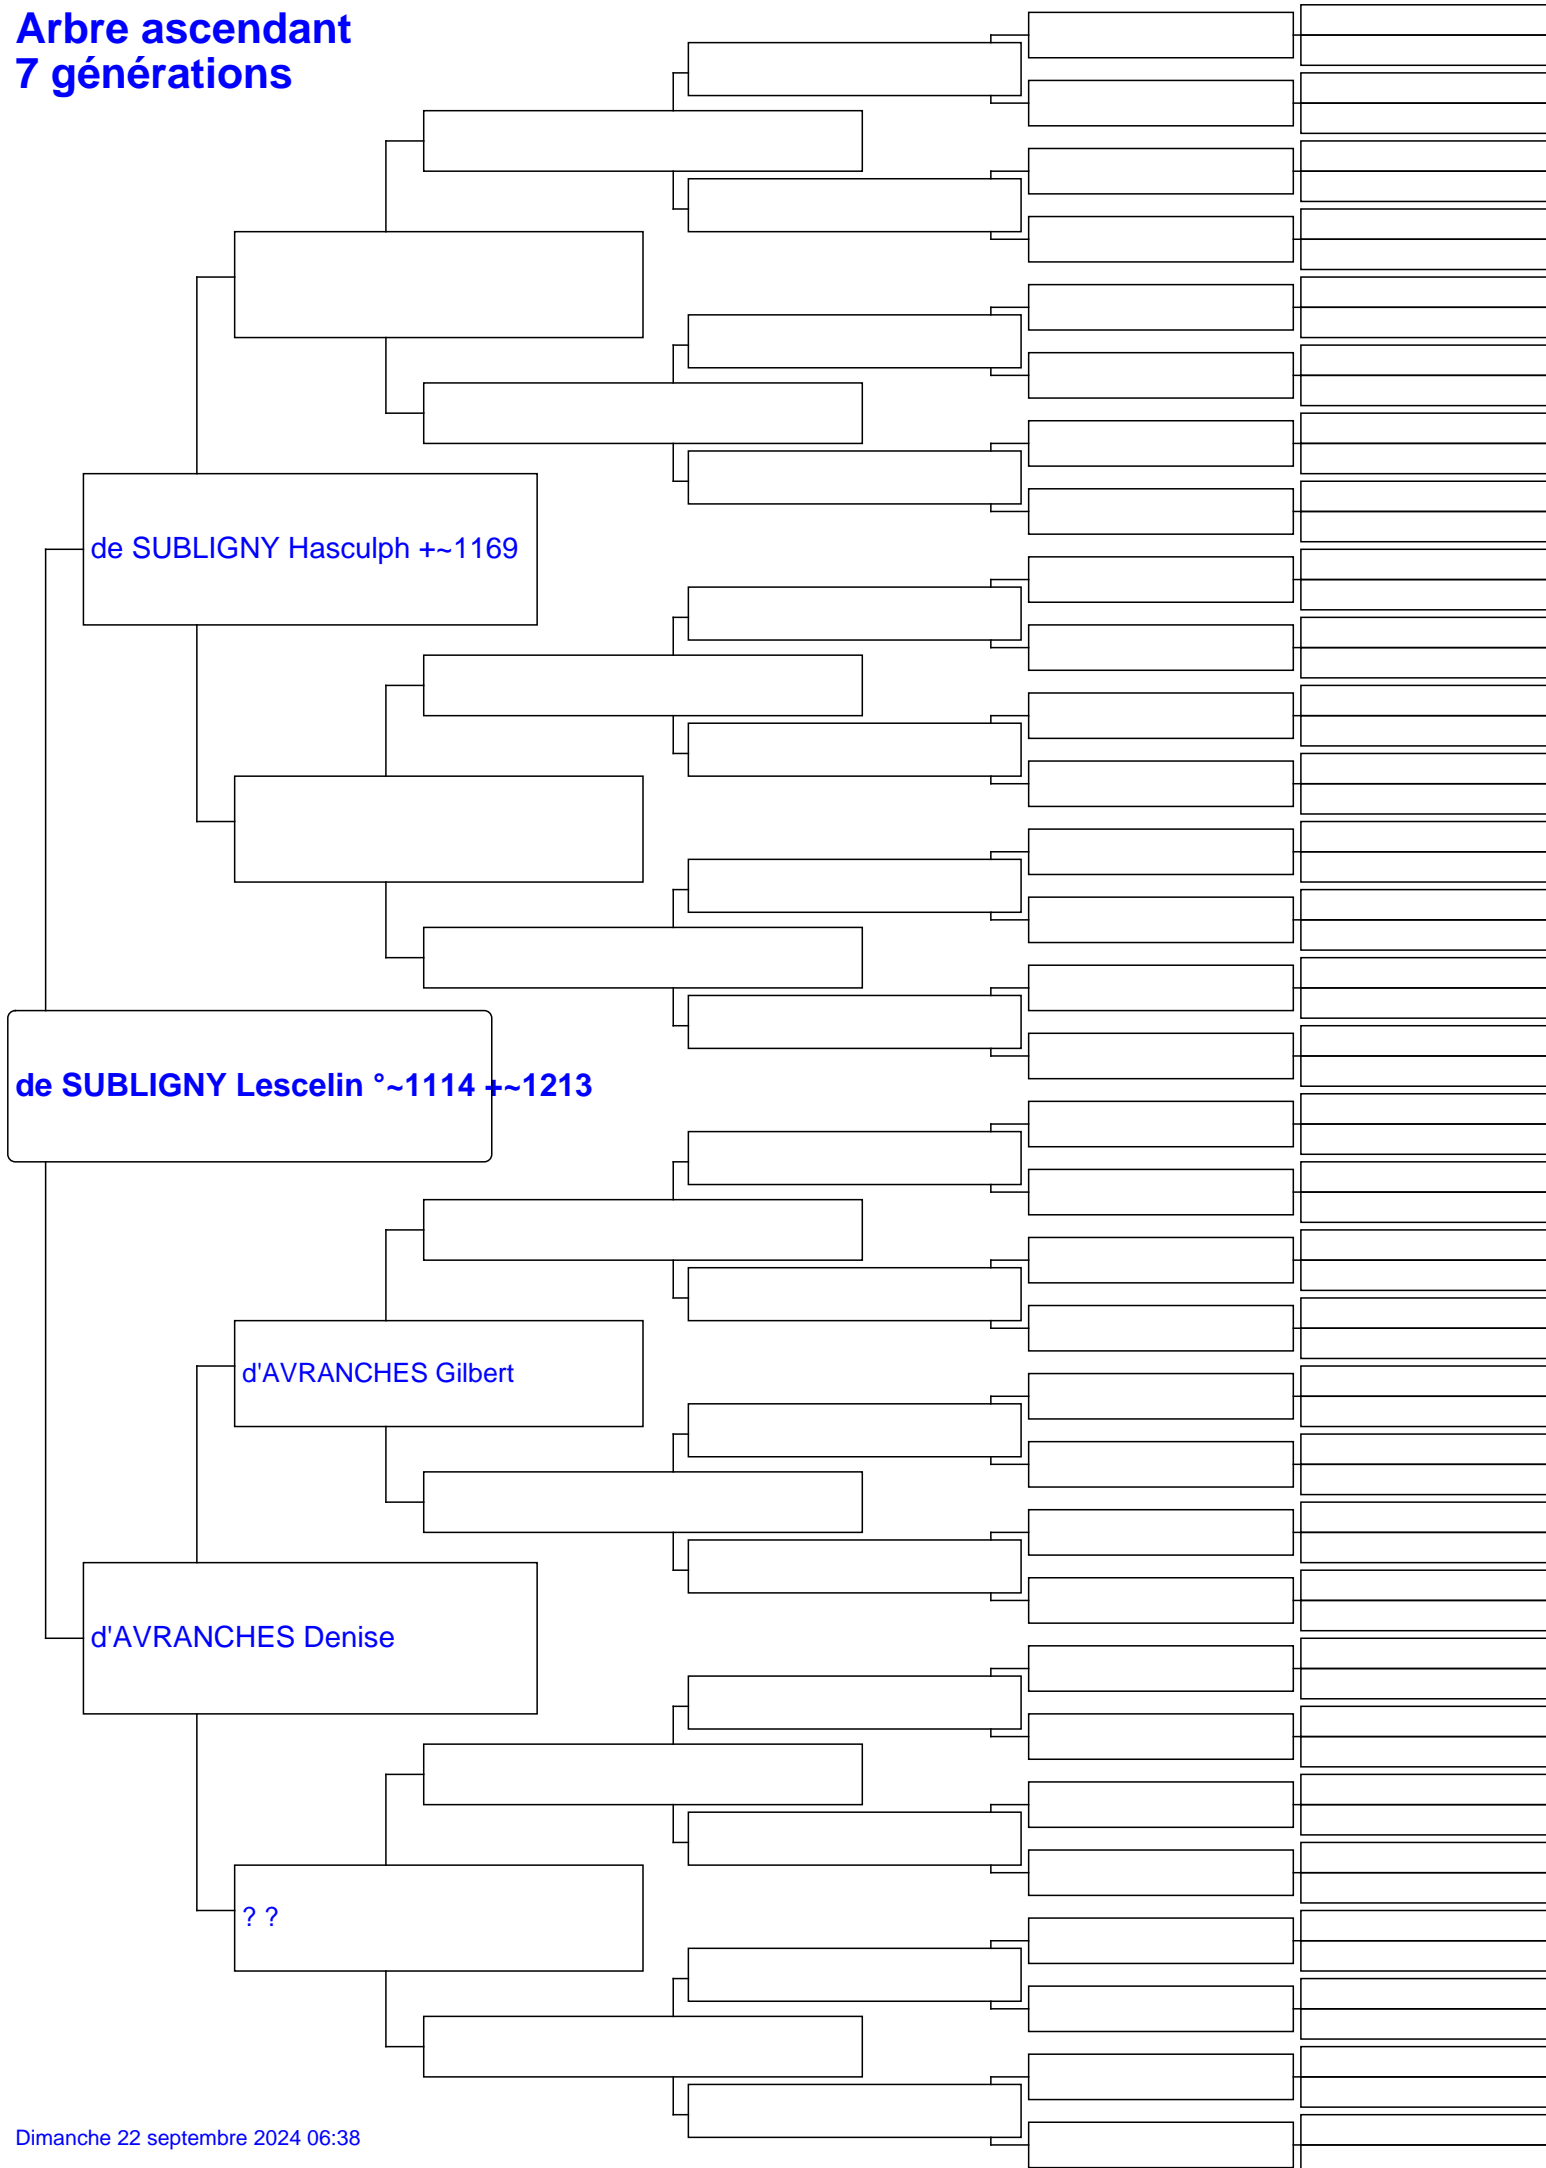 Arbre ascendant
7 générations
de SUBLIGNY Hasculph +~1169
de SUBLIGNY Lescelin °~1114 +~1213
d'AVRANCHES Gilbert
d'AVRANCHES Denise
? ?
Dimanche 22 septembre 2024 06:38